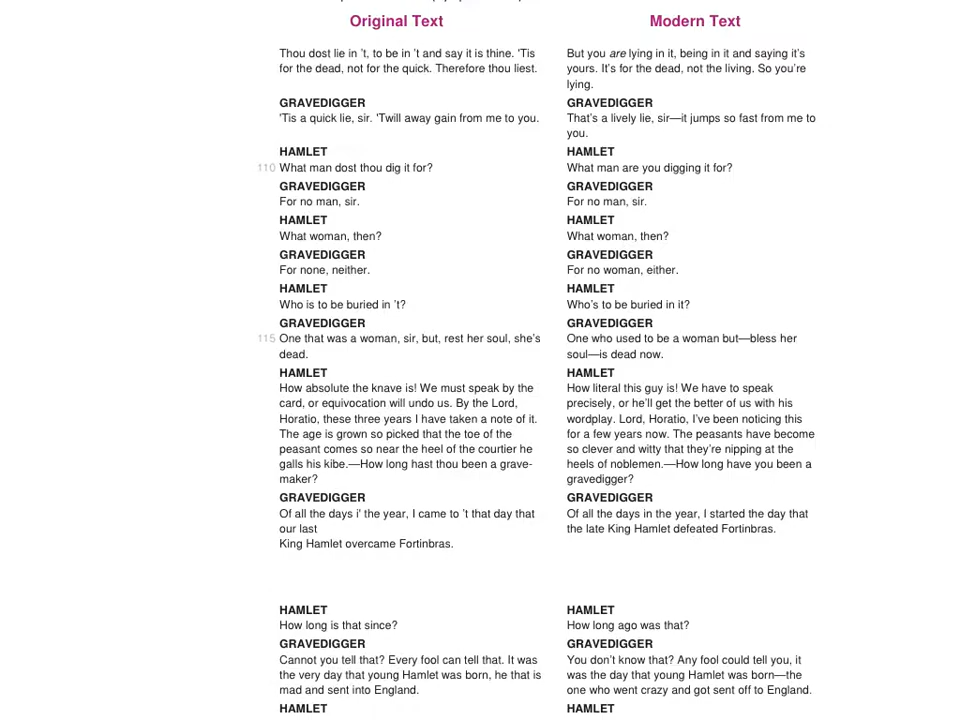 Original Text
Thou dost lie in ’t, to be in ’t and say it is thine. 'Tis
for the dead, not for the quick. Therefore thou liest.
GRAVEDIGGER
'Tis a quick lie, sir. 'Twill away gain from me to you.
HAMLET
110 What man dost thou dig it for?
GRAVEDIGGER
For no man, sir.
HAMLET
What woman, then?
GRAVEDIGGER
For none, neither.
HAMLET
Who is to be buried in ’t?
GRAVEDIGGER
115 One that was a woman, sir, but, rest her soul, she’s
dead.
HAMLET
How absolute the knave is! We must speak by the
card, or equivocation will undo us. By the Lord,
Horatio, these three years I have taken a note of it.
The age is grown so picked that the toe of the
peasant comes so near the heel of the courtier he
galls his kibe.—How long hast thou been a grave-
maker?
GRAVEDIGGER
Of all the days i' the year, I came to ’t that day that
our last
King Hamlet overcame Fortinbras.
HAMLET
How long is that since?
GRAVEDIGGER
Cannot you tell that? Every fool can tell that. It was
the very day that young Hamlet was born, he that is
mad and sent into England.
HAMLET
Modern Text
But you are lying in it, being in it and saying it’s
yours. It’s for the dead, not the living. So you’re
lying.
GRAVEDIGGER
That’s a lively lie, sir—it jumps so fast from me to
you.
HAMLET
What man are you digging it for?
GRAVEDIGGER
For no man, sir.
HAMLET
What woman, then?
GRAVEDIGGER
For no woman, either.
HAMLET
Who’s to be buried in it?
GRAVEDIGGER
One who used to be a woman but—bless her
soul—is dead now.
HAMLET
How literal this guy is! We have to speak
precisely, or he’ll get the better of us with his
wordplay. Lord, Horatio, I’ve been noticing this
for a few years now. The peasants have become
so clever and witty that they’re nipping at the
heels of noblemen.—How long have you been a
gravedigger?
GRAVEDIGGER
Of all the days in the year, I started the day that
the late King Hamlet defeated Fortinbras.
HAMLET
How long ago was that?
GRAVEDIGGER
You don’t know that? Any fool could tell you, it
was the day that young Hamlet was born—the
one who went crazy and got sent off to England.
HAMLET